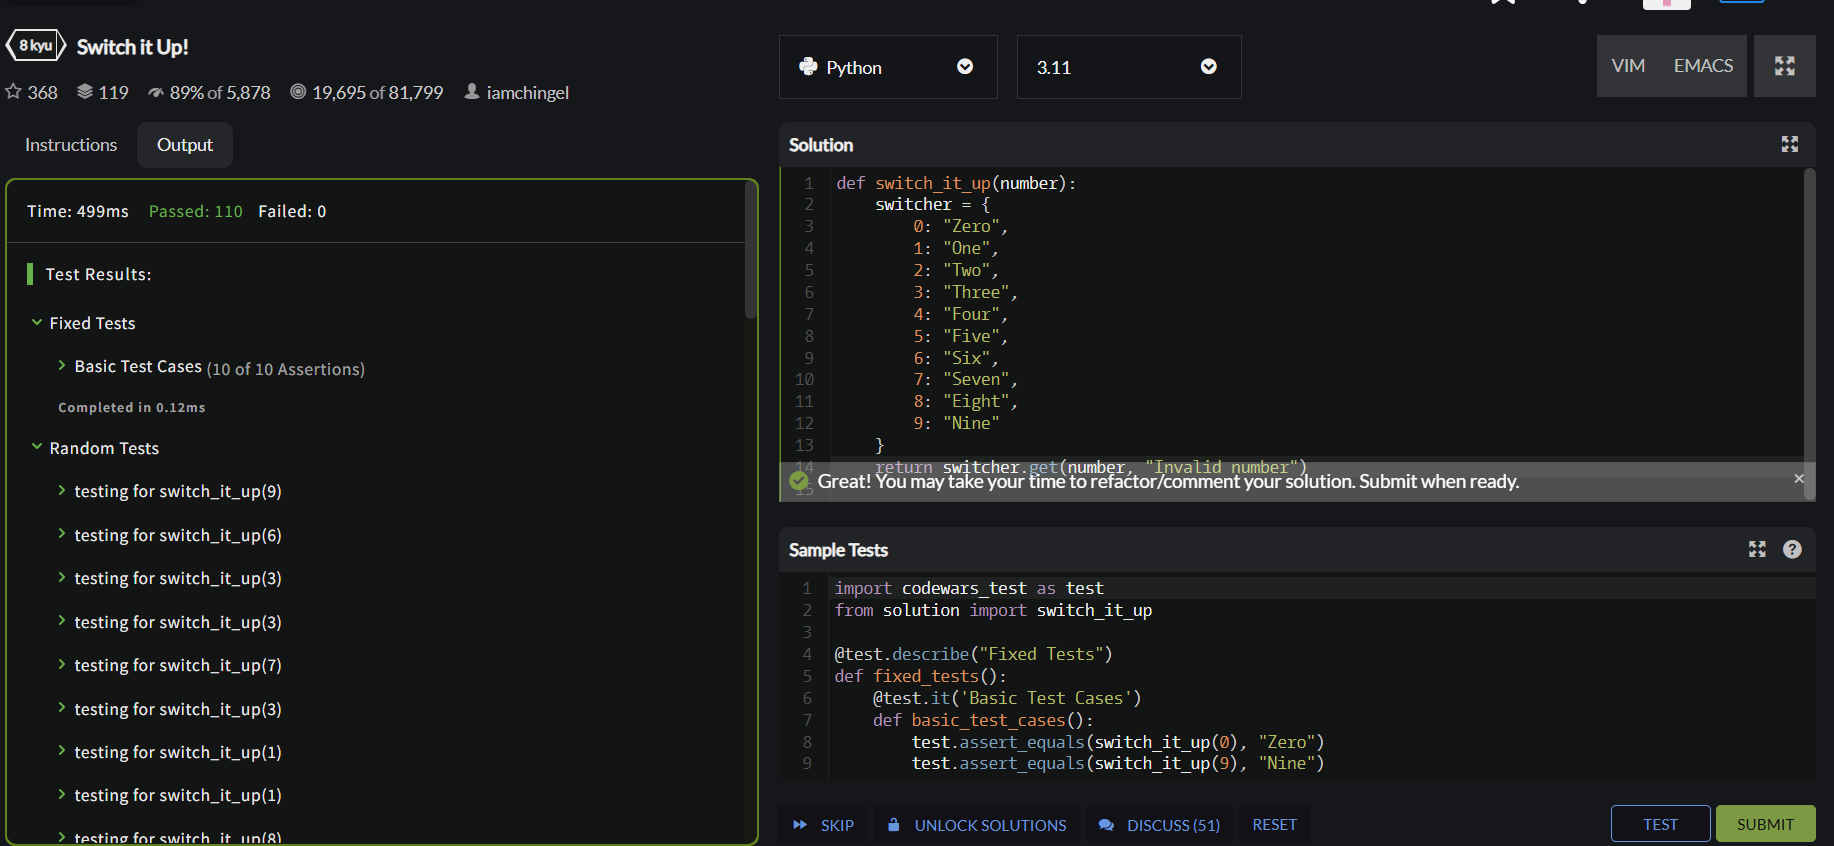 8 kyu Switch it Up!
368 119 89% of 5,878 19,695 of 81,799 iamchingel
Instructions Output
Time: 499ms Passed: 110 Failed: 0
Test Results:
Fixed Tests
Basic Test Cases (10 of 10 Assertions)
Completed in 0.12ms
Random Tests
testing for switch_it_up(9)
testing for switch_it_up(6)
testing for switch_it_up(3)
testing for switch_it_up(3)
testing for switch_it_up(7)
testing for switch_it_up(3)
testing for switch_it_up(1)
testing for switch_it_up(1)
testing for switch_it_up(8)
Python 3.11 VIM EMACS
Solution
1 def switch_it_up(number):
2 switcher = {
3 0: "Zero",
4 1: "One",
5 2: "Two",
6 3: "Three",
7 4: "Four",
8 5: "Five",
9 6: "Six",
10 7: "Seven",
11 8: "Eight",
12 9: "Nine"
13 }
14 return switcher.get(number, "Invalid number")
15
Great! You may take your time to refactor/comment your solution. Submit when ready.
Sample Tests
1 import codewars_test as test
2 from solution import switch_it_up
3
4 @test.describe("Fixed Tests")
5 def fixed_tests():
6 @test.it('Basic Test Cases')
7 def basic_test_cases():
8 test.assert_equals(switch_it_up(0), "Zero")
9 test.assert_equals(switch_it_up(9), "Nine")
SKIP UNLOCK SOLUTIONS DISCUSS (51) RESET TEST SUBMIT